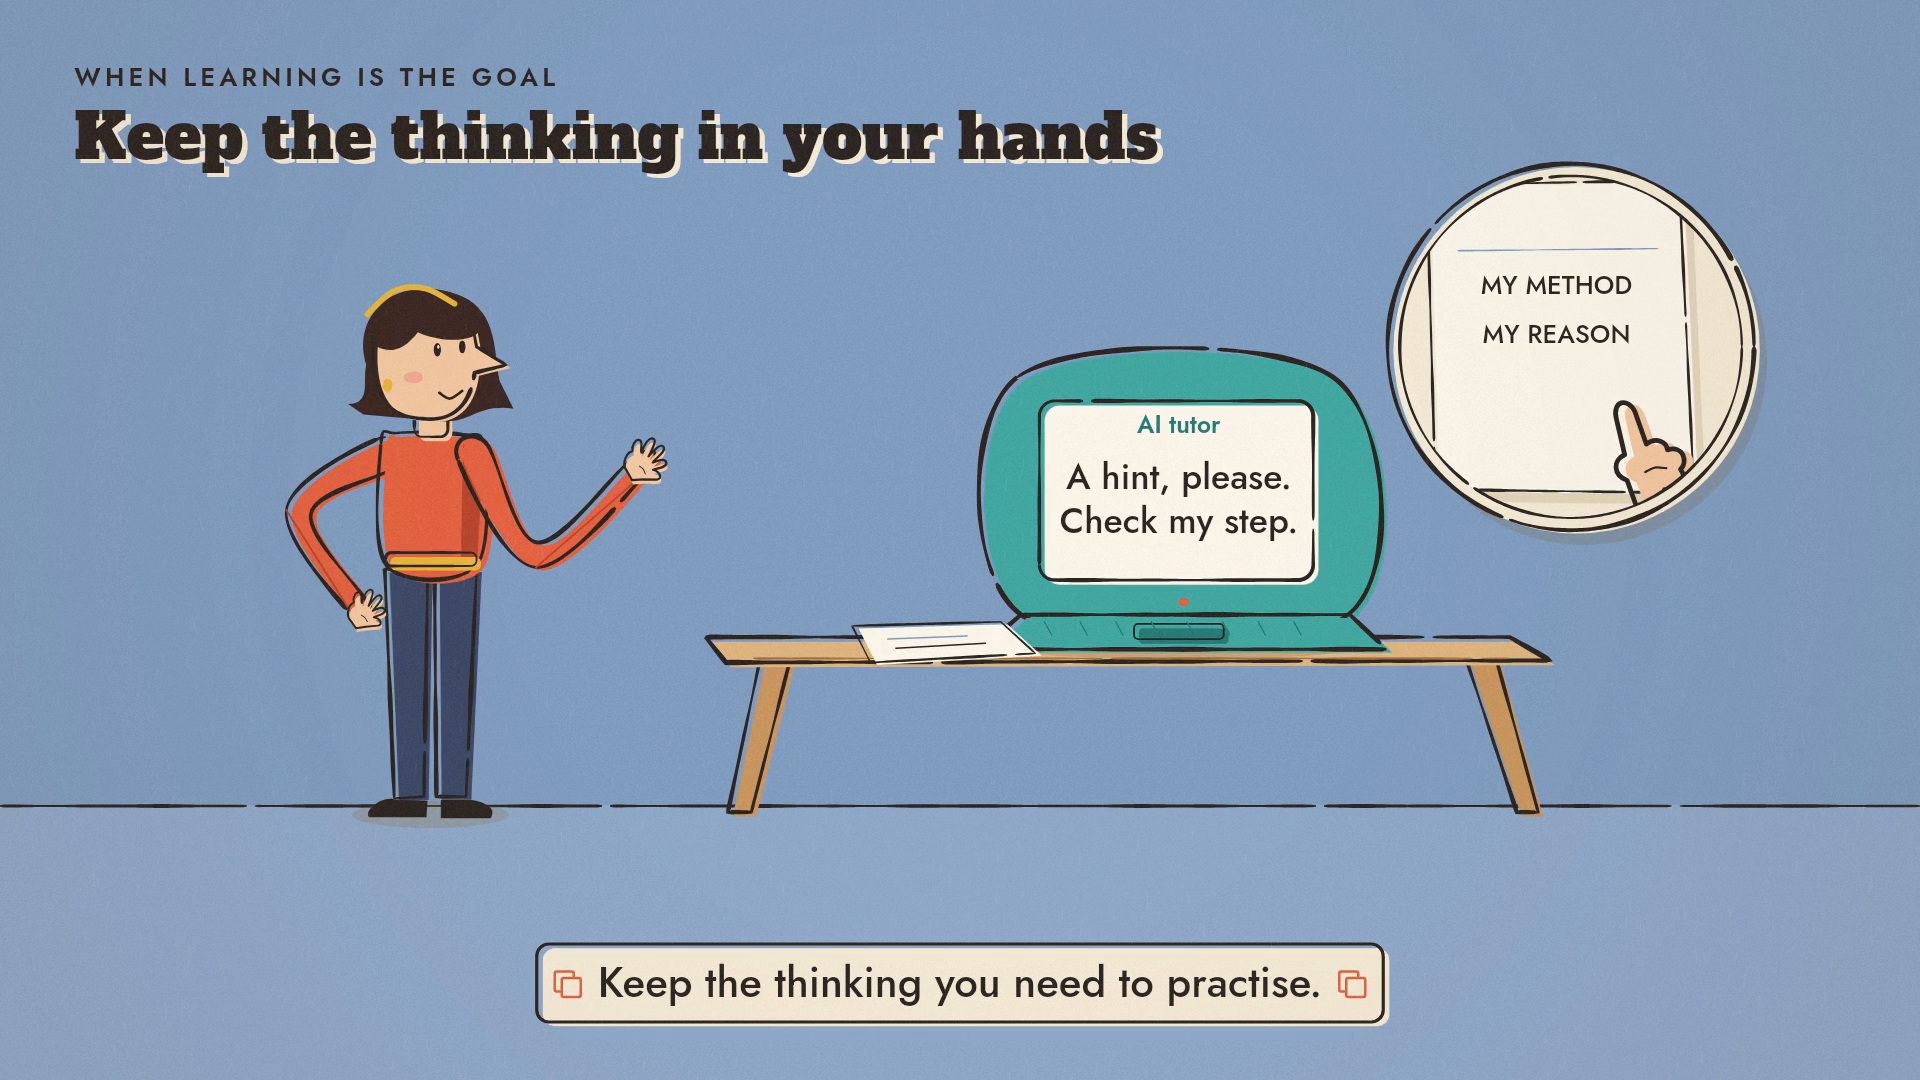 WHEN LEARNING IS THE GOAL
Keep the thinking in your hands
MY METHOD
MY REASON
AI tutor
A hint, please.
Check my step.
Keep the thinking you need to practise.